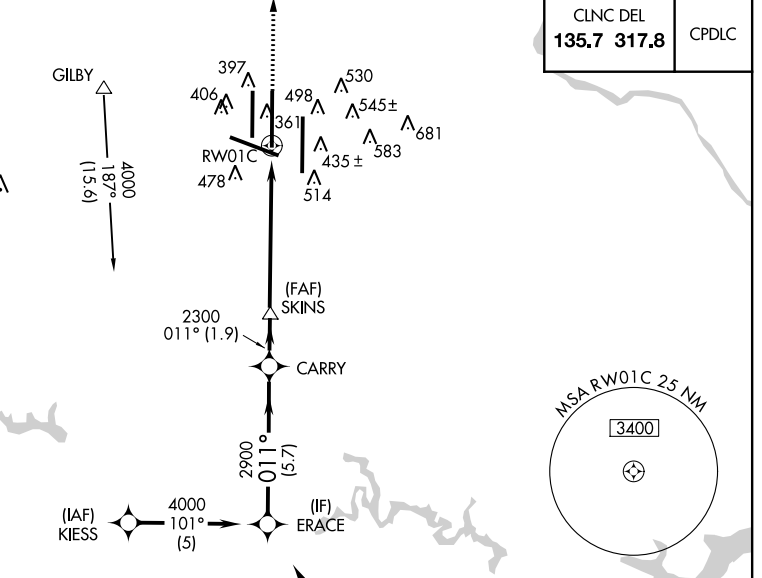 CLNC DEL
135.7 317.8
CPDLC
GILBY
4000
187°
(15.6)
397
406
361
498
530
545±
681
583
435±
514
478
RW01C
(FAF)
SKINS
2300
011° (1.9)
CARRY
2900
011°
(5.7)
(IAF)
KIESS
4000
101°
(5)
(IF)
ERACE
MSA RW01C 25 NM
3400